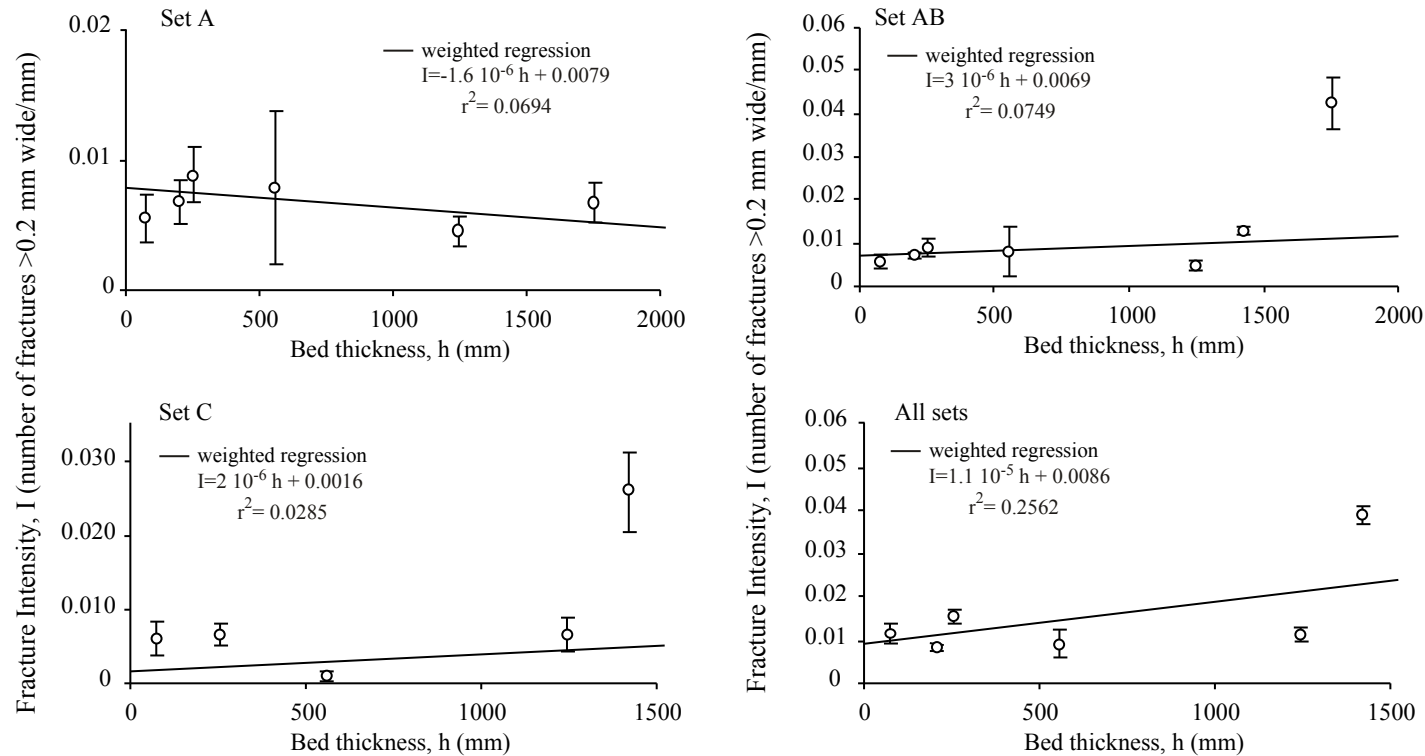 Fracture Intensity, I (number of fractures >0.2 mm wide/mm)
Set A
weighted regression
I=-1.6 10⁻⁶ h + 0.0079
r²= 0.0694
0.02
0.01
0
0 500 1000 1500 2000
Bed thickness, h (mm)
Fracture Intensity, I (number of fractures >0.2 mm wide/mm)
Set AB
weighted regression
I=3 10⁻⁶ h + 0.0069
r²= 0.0749
0.06
0.05
0.04
0.03
0.02
0.01
0
0 500 1000 1500 2000
Bed thickness, h (mm)
Set C
weighted regression
I=2 10⁻⁶ h + 0.0016
r²= 0.0285
0.030
0.020
0.010
0
0 500 1000 1500
Bed thickness, h (mm)
All sets
weighted regression
I=1.1 10⁻⁵ h + 0.0086
r²= 0.2562
0.06
0.05
0.04
0.03
0.02
0.01
0
0 500 1000 1500
Bed thickness, h (mm)